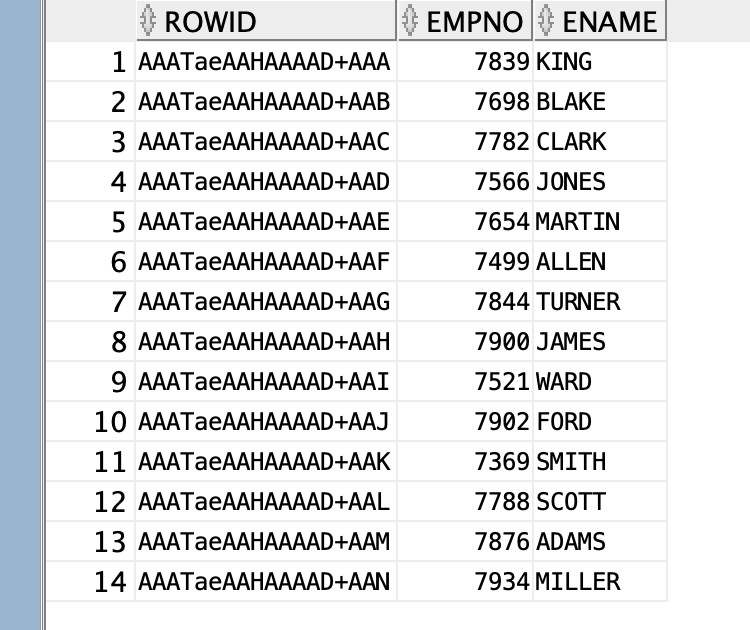 ROWID EMPNO ENAME
1 AAATaeAAHAAAAD+AAA 7839 KING
2 AAATaeAAHAAAAD+AAB 7698 BLAKE
3 AAATaeAAHAAAAD+AAC 7782 CLARK
4 AAATaeAAHAAAAD+AAD 7566 JONES
5 AAATaeAAHAAAAD+AAE 7654 MARTIN
6 AAATaeAAHAAAAD+AAF 7499 ALLEN
7 AAATaeAAHAAAAD+AAG 7844 TURNER
8 AAATaeAAHAAAAD+AAH 7900 JAMES
9 AAATaeAAHAAAAD+AAI 7521 WARD
10 AAATaeAAHAAAAD+AAJ 7902 FORD
11 AAATaeAAHAAAAD+AAK 7369 SMITH
12 AAATaeAAHAAAAD+AAL 7788 SCOTT
13 AAATaeAAHAAAAD+AAM 7876 ADAMS
14 AAATaeAAHAAAAD+AAN 7934 MILLER